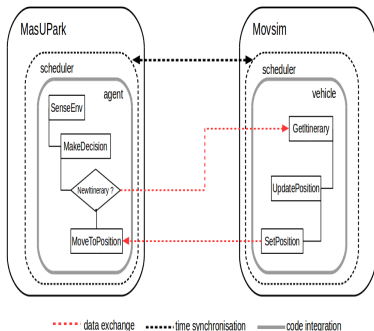 MasUPark
Movsim
scheduler
scheduler
agent
vehicle
SenseEnv
GetItinerary
MakeDecision
NewItinerary ?
UpdatePosition
MoveToPosition
SetPosition
data exchange
time synchronisation
code integration